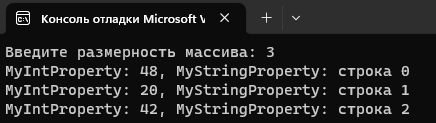 Консоль отладки Microsoft V
Введите размерность массива: 3
MyIntProperty: 48, MyStringProperty: строка 0
MyIntProperty: 20, MyStringProperty: строка 1
MyIntProperty: 42, MyStringProperty: строка 2